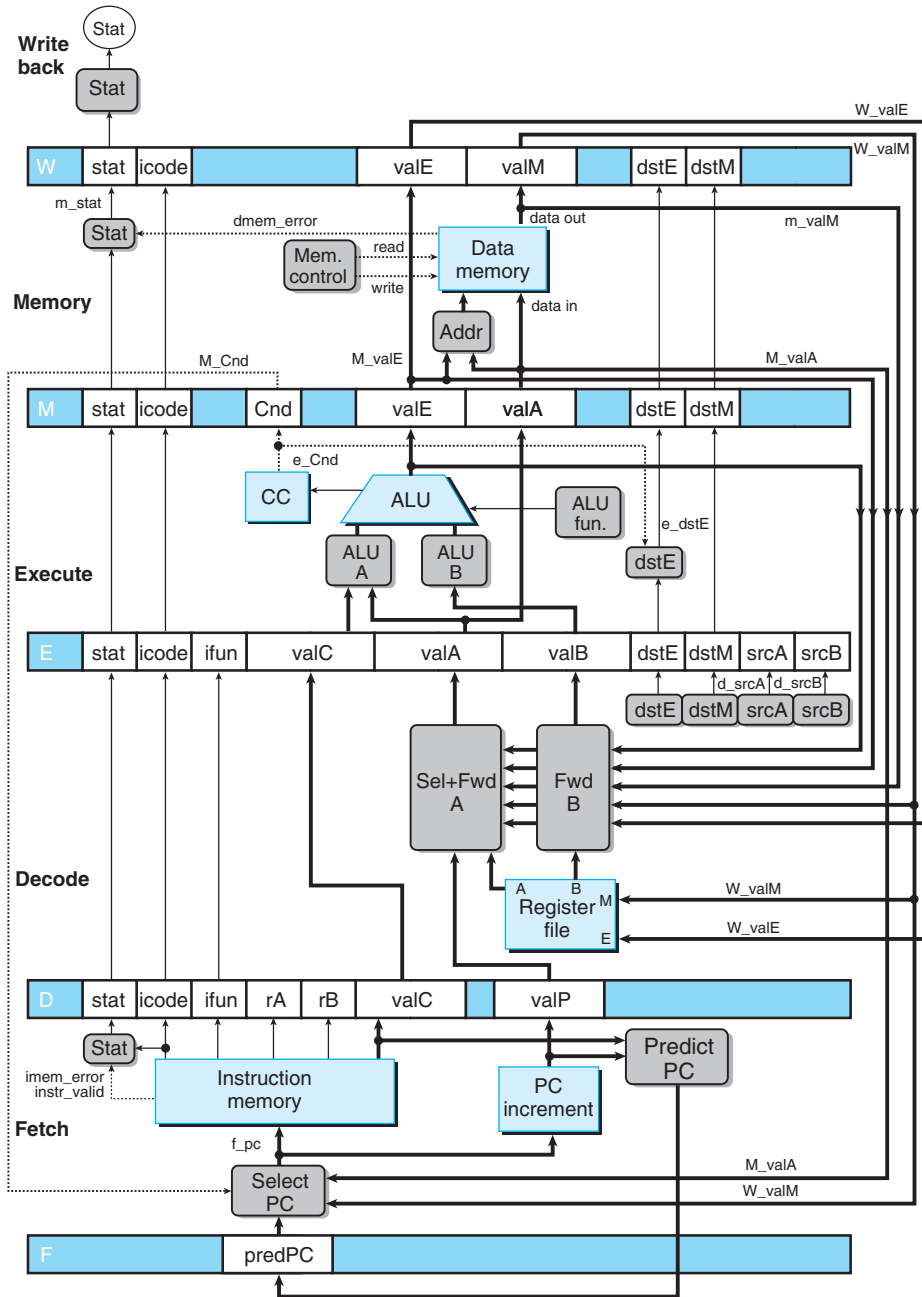 Stat
Write
back
Stat
W_valE
W_valM
W stat icode valE valM dstE dstM
m_stat
data out
m_valM
Stat
dmem_error
read
Mem.
control
write
Data
memory
Memory
data in
Addr
M_Cnd
M_valE
M_valA
M stat icode Cnd valE valA dstE dstM
e_Cnd
CC
ALU
ALU
fun.
e_dstE
ALU
A
ALU
B
dstE
Execute
E stat icode ifun valC valA valB dstE dstM srcA srcB
d_srcA d_srcB
dstE dstM srcA srcB
Sel+Fwd
A
Fwd
B
Decode
A B
M
Register
file
E
W_valM
W_valE
D stat icode ifun rA rB valC valP
Stat
Predict
PC
imem_error
instr_valid
Instruction
memory
PC
increment
Fetch
f_pc
M_valA
Select
PC
W_valM
F predPC